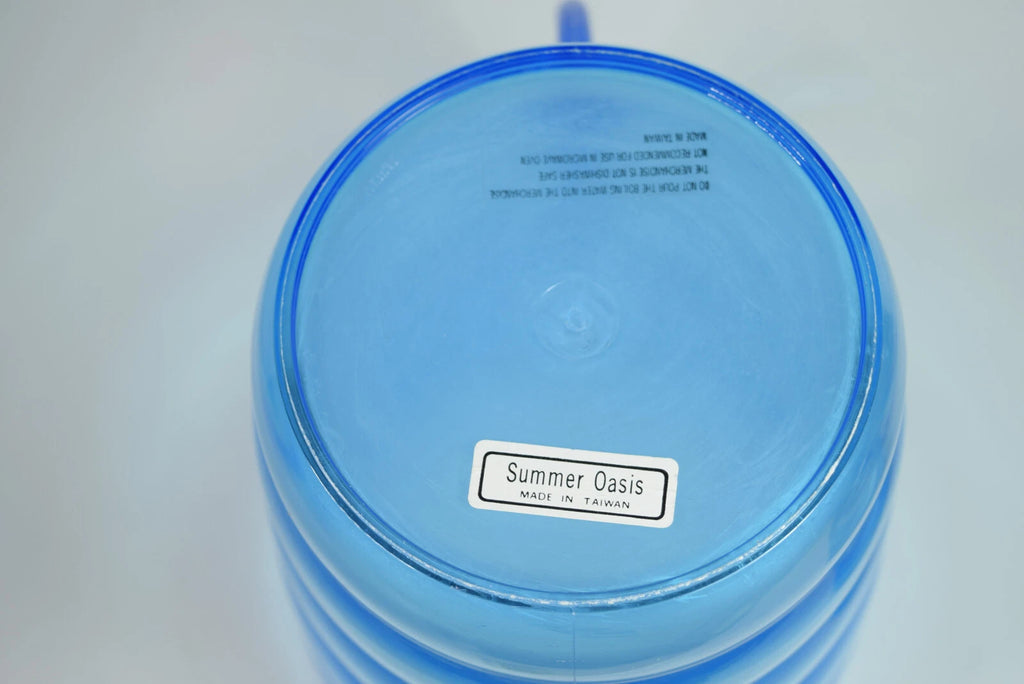 MADE IN TAIWAN
NOT RECOMMENDED FOR USE IN MICROWAVE OVEN
THE MERCHANDISE IS NOT DISHWASHER SAFE
DO NOT POUR THE BOILING WATER INTO THE MERCHANDISE
Summer Oasis
MADE IN TAIWAN